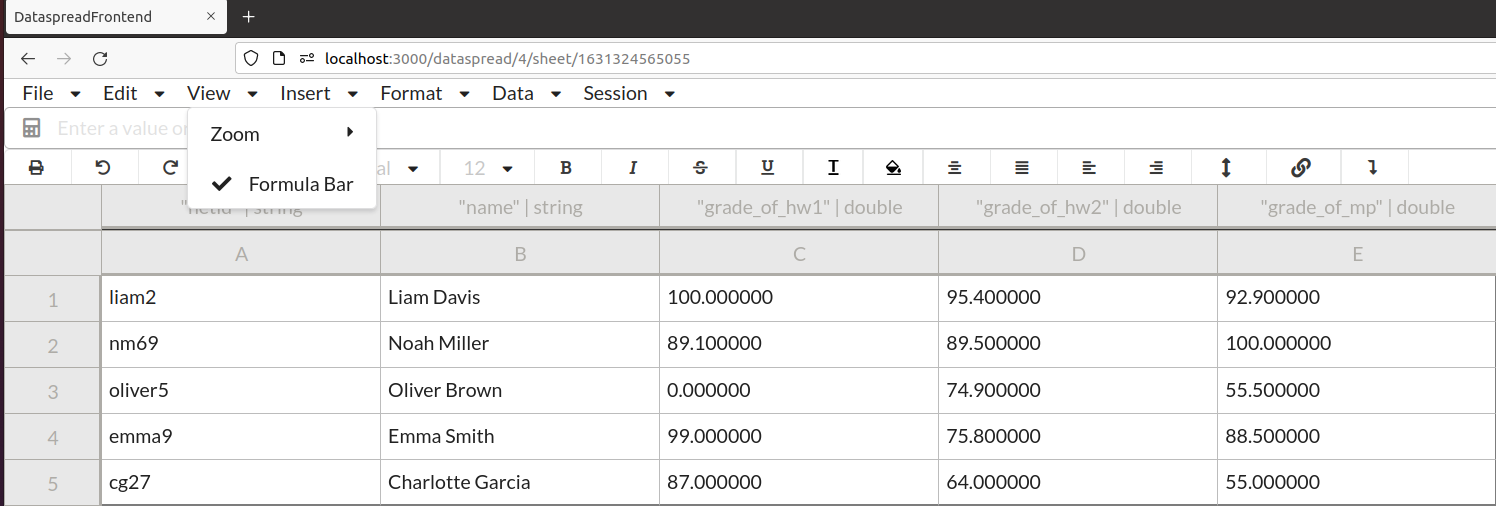 DataspreadFrontend × +
localhost:3000/dataspread/4/sheet/1631324565055
File Edit View Insert Format Data Session
Enter a value
Zoom
12 B I S U T
Formula Bar
"netid" | string "name" | string "grade_of_hw1" | double "grade_of_hw2" | double "grade_of_mp" | double
A B C D E
1 liam2 Liam Davis 100.000000 95.400000 92.900000
2 nm69 Noah Miller 89.100000 89.500000 100.000000
3 oliver5 Oliver Brown 0.000000 74.900000 55.500000
4 emma9 Emma Smith 99.000000 75.800000 88.500000
5 cg27 Charlotte Garcia 87.000000 64.000000 55.000000